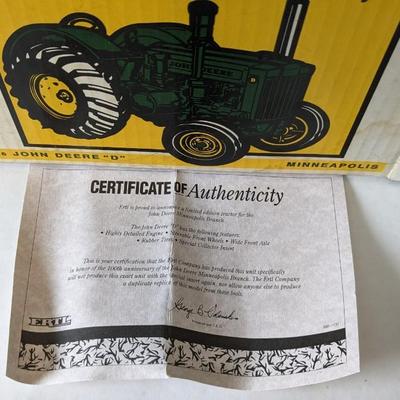 JOHN DEERE
D
JOHN DEERE "D"
MINNEAPOLIS
CERTIFICATE OF Authenticity
Ertl is proud to announce a limited edition tractor for the
John Deere Minneapolis Branch.
The John Deere "D" has the following features:
• Highly Detailed Engine • Moveable Front Wheels • Wide Front Axle
• Rubber Tires • Special Collector Insert
This is your certification that the Ertl Company has produced this unit specifically
in honor of the 100th anniversary of the John Deere Minneapolis Branch. The Ertl Company
will not produce this exact unit with the special insert again, nor allow anyone else to produce
a duplicate replica of this model from these tools.
ERTL